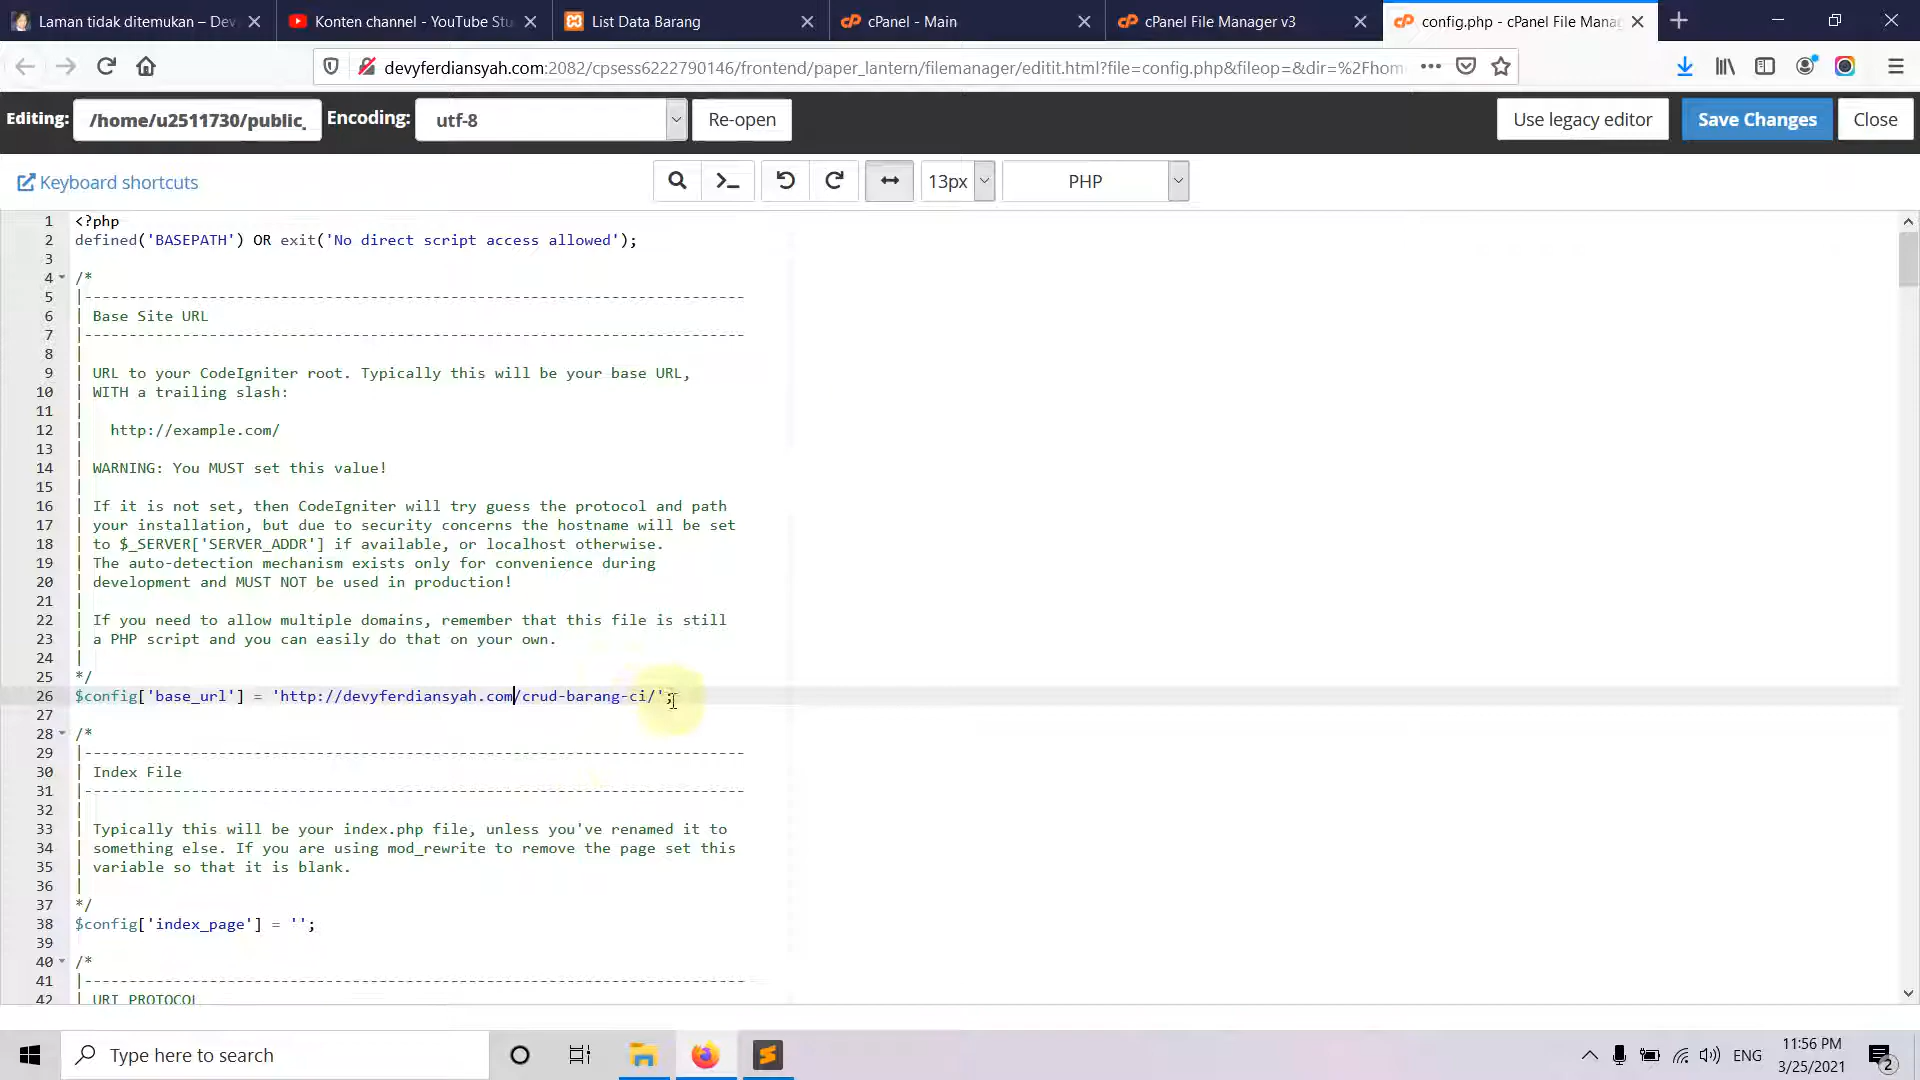 Laman tidak ditemukan – Dev
Konten channel - YouTube Stu
List Data Barang
cPanel - Main
cPanel File Manager v3
config.php - cPanel File Manag
devyferdiansyah.com:2082/cpsess6222790146/frontend/paper_lantern/filemanager/editit.html?file=config.php&fileop=&dir=%2Fhom
Editing: /home/u2511730/public_ Encoding: utf-8 Re-open Use legacy editor Save Changes Close
Keyboard shortcuts 13px PHP
1 <?php
2 defined('BASEPATH') OR exit('No direct script access allowed');
3
4 /*
5 |--------------------------------------------------------------------------
6 | Base Site URL
7 |--------------------------------------------------------------------------
8 |
9 | URL to your CodeIgniter root. Typically this will be your base URL,
10 | WITH a trailing slash:
11 |
12 | http://example.com/
13 |
14 | WARNING: You MUST set this value!
15 |
16 | If it is not set, then CodeIgniter will try guess the protocol and path
17 | your installation, but due to security concerns the hostname will be set
18 | to $_SERVER['SERVER_ADDR'] if available, or localhost otherwise.
19 | The auto-detection mechanism exists only for convenience during
20 | development and MUST NOT be used in production!
21 |
22 | If you need to allow multiple domains, remember that this file is still
23 | a PHP script and you can easily do that on your own.
24 |
25 */
26 $config['base_url'] = 'http://devyferdiansyah.com/crud-barang-ci/';
27
28 /*
29 |--------------------------------------------------------------------------
30 | Index File
31 |--------------------------------------------------------------------------
32 |
33 | Typically this will be your index.php file, unless you've renamed it to
34 | something else. If you are using mod_rewrite to remove the page set this
35 | variable so that it is blank.
36 |
37 */
38 $config['index_page'] = '';
39
40 /*
41 |--------------------------------------------------------------------------
42 | URI PROTOCOL
Type here to search
ENG
11:56 PM
3/25/2021
2